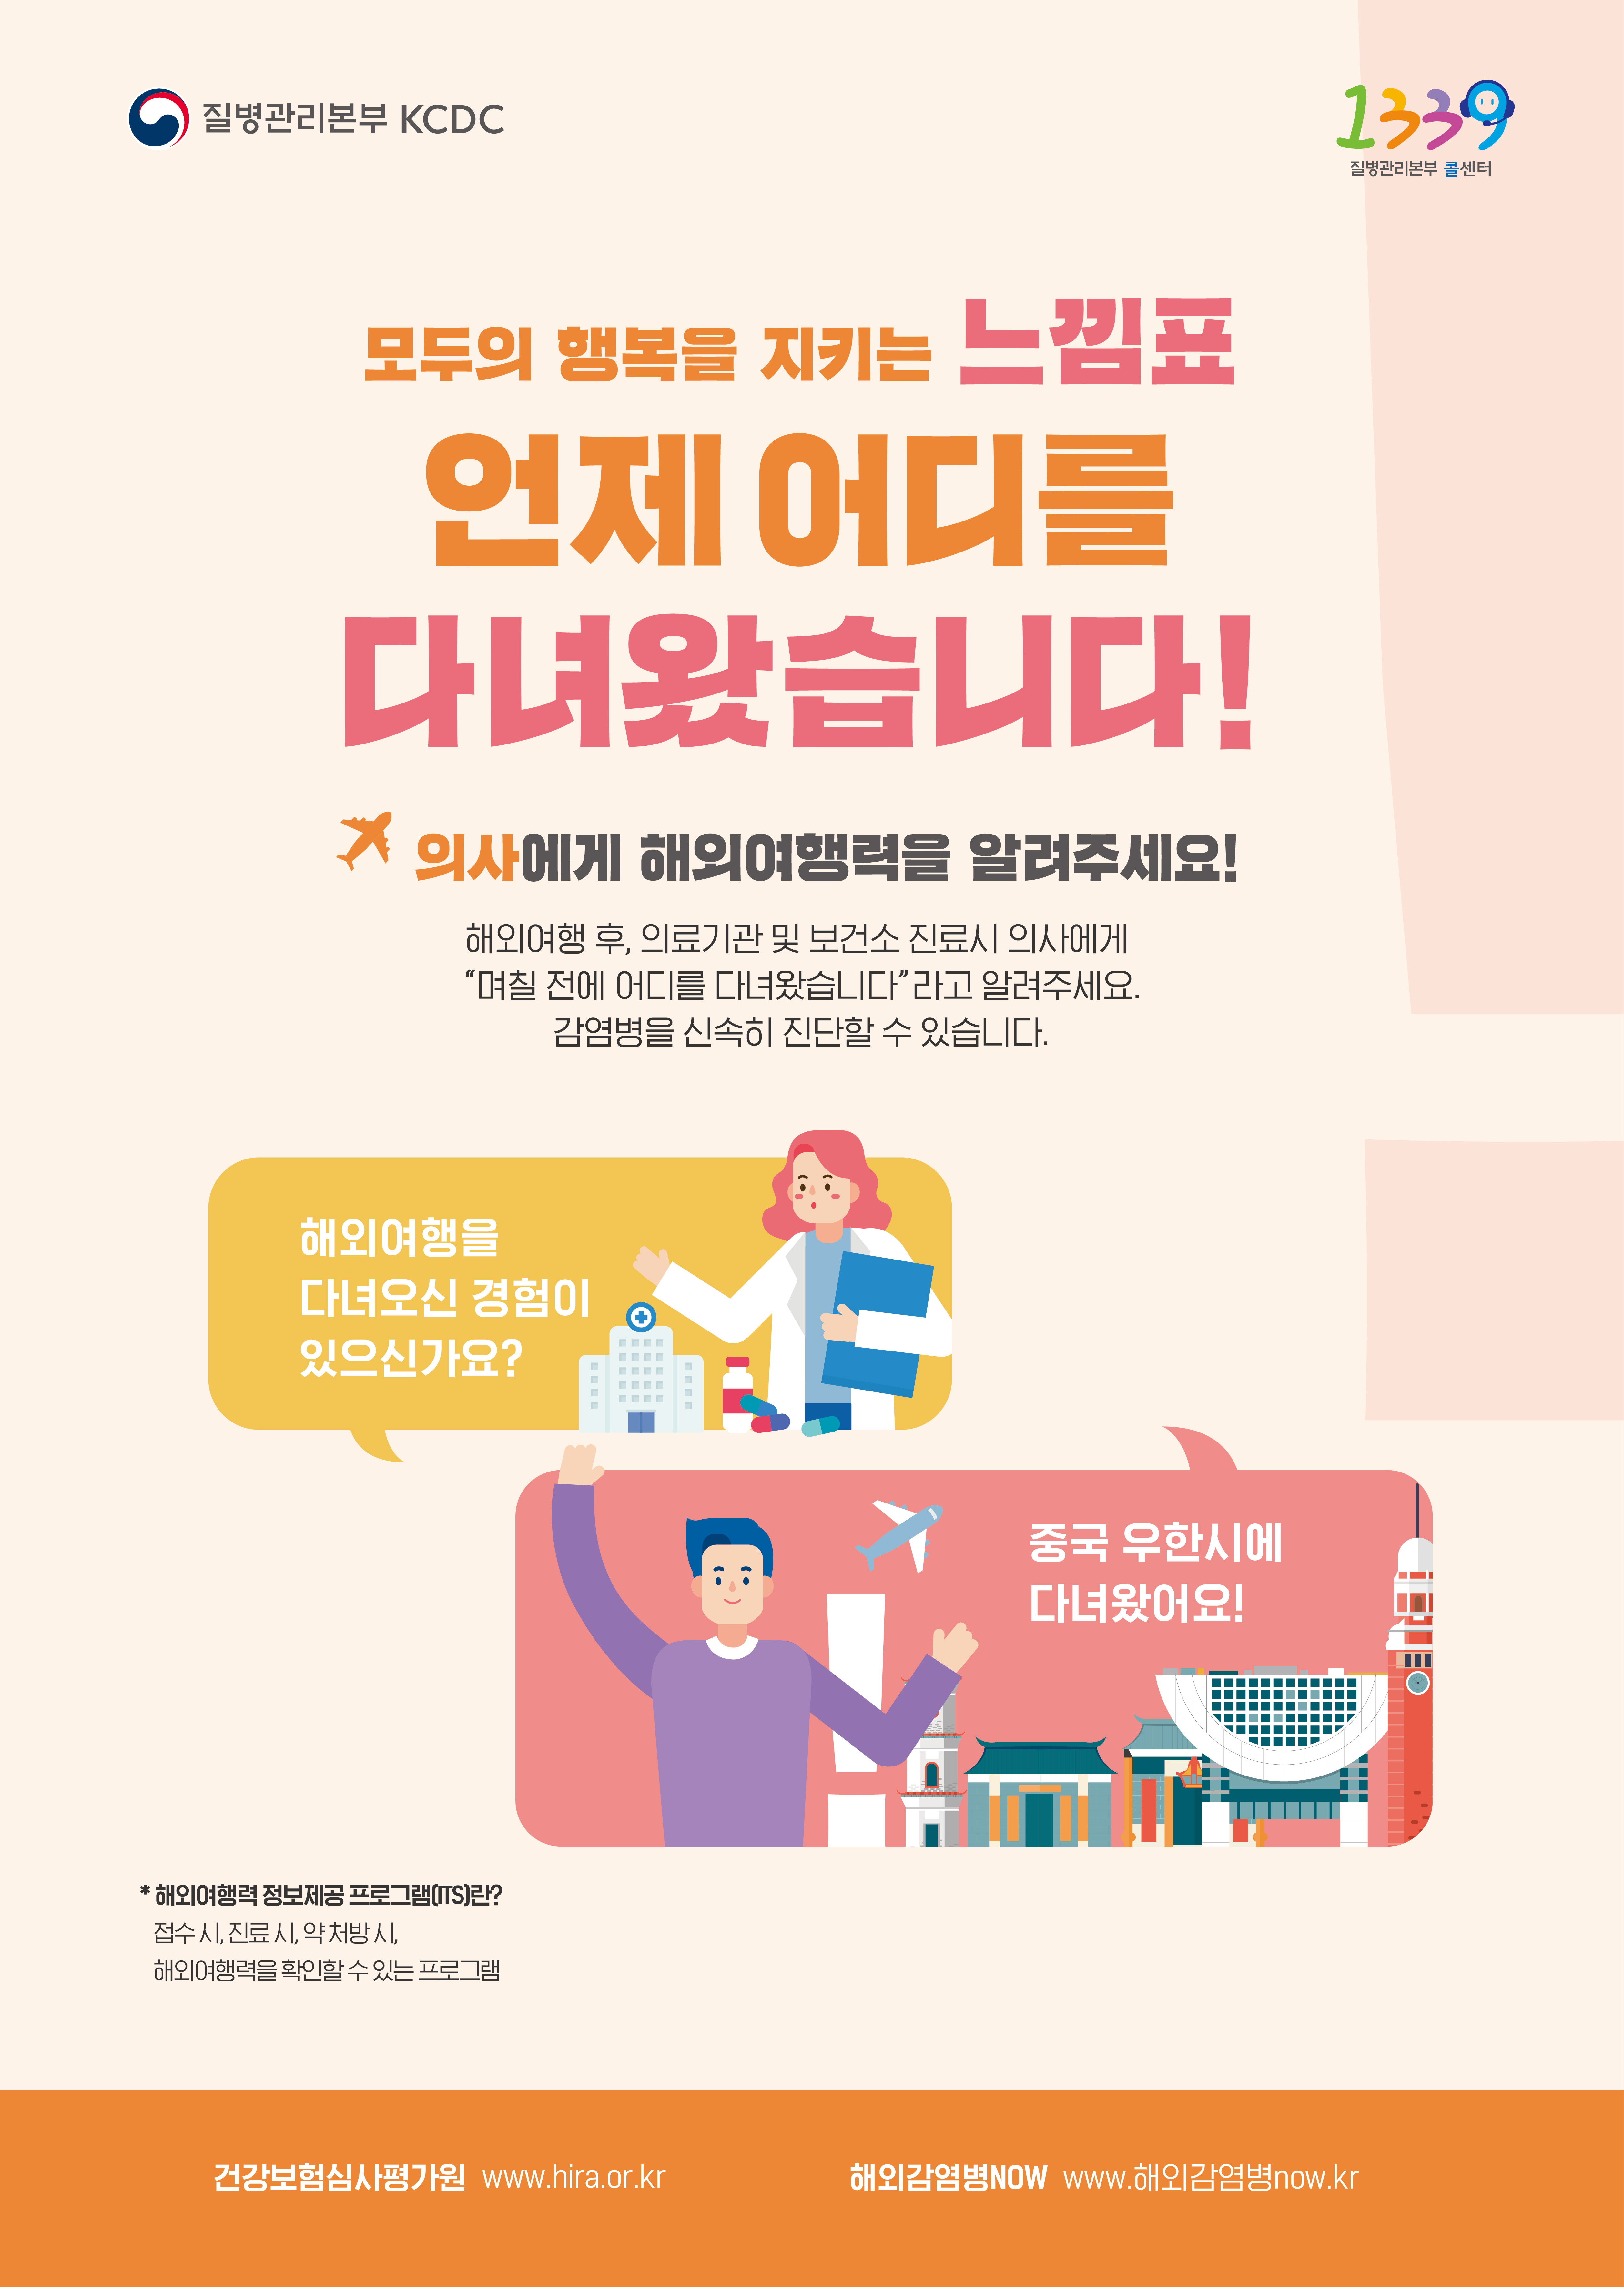 질병관리본부 KCDC
1339
질병관리본부 콜센터
모두의 행복을 지키는 느낌표
언제 어디를
다녀왔습니다!
의사에게 해외여행력을 알려주세요!
해외여행 후, 의료기관 및 보건소 진료시 의사에게
“며칠 전에 어디를 다녀왔습니다”라고 알려주세요.
감염병을 신속히 진단할 수 있습니다.
해외여행을
다녀오신 경험이
있으신가요?
중국 우한시에
다녀왔어요!
* 해외여행력 정보제공 프로그램(ITS)란?
접수 시, 진료 시, 약 처방 시,
해외여행력을 확인할 수 있는 프로그램
건강보험심사평가원 www.hira.or.kr
해외감염병NOW www.해외감염병now.kr